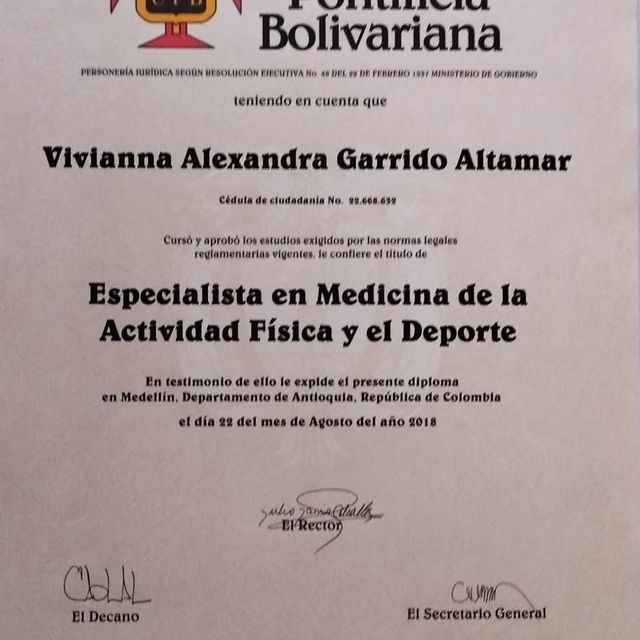 UPB
Pontificia
Bolivariana
PERSONERÍA JURÍDICA SEGÚN RESOLUCIÓN EJECUTIVA No. 48 DEL 22 DE FEBRERO 1937 MINISTERIO DE GOBIERNO
teniendo en cuenta que
Vivianna Alexandra Garrido Altamar
Cédula de ciudadanía No. 22.668.632
Cursó y aprobó los estudios exigidos por las normas legales
reglamentarias vigentes, le confiere el título de
Especialista en Medicina de la
Actividad Física y el Deporte
En testimonio de ello le expide el presente diploma
en Medellín, Departamento de Antioquia, República de Colombia
el día 22 del mes de Agosto del año 2018
El Rector
El Decano
El Secretario General